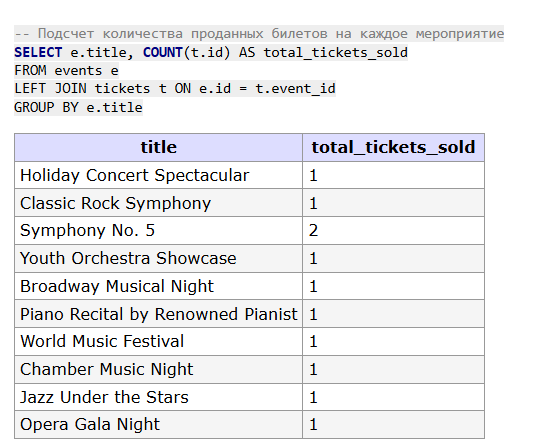 -- Подсчет количества проданных билетов на каждое мероприятие
SELECT e.title, COUNT(t.id) AS total_tickets_sold
FROM events e
LEFT JOIN tickets t ON e.id = t.event_id
GROUP BY e.title
title total_tickets_sold
Holiday Concert Spectacular 1
Classic Rock Symphony 1
Symphony No. 5 2
Youth Orchestra Showcase 1
Broadway Musical Night 1
Piano Recital by Renowned Pianist 1
World Music Festival 1
Chamber Music Night 1
Jazz Under the Stars 1
Opera Gala Night 1